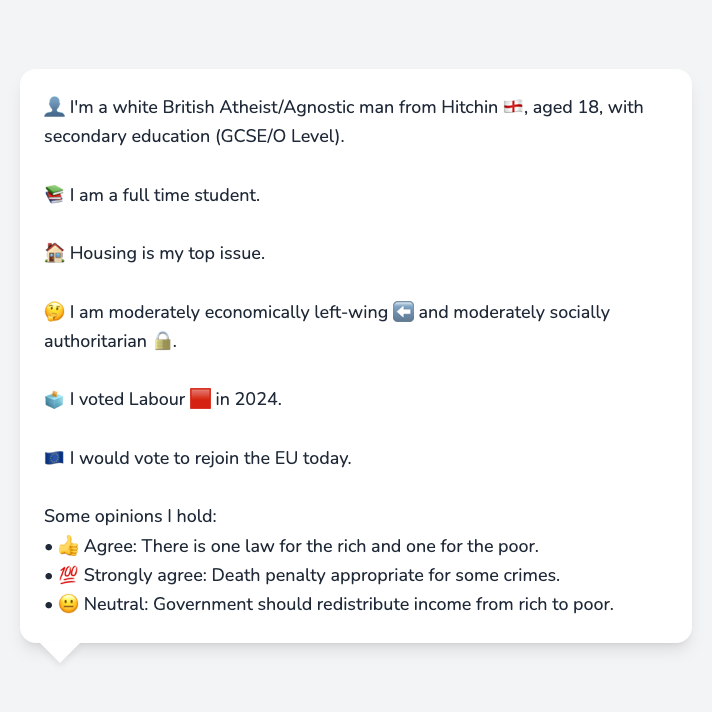 👤 I'm a white British Atheist/Agnostic man from Hitchin 🏴󠁧󠁢󠁥󠁮󠁧󠁿, aged 18, with
secondary education (GCSE/O Level).
📚 I am a full time student.
🏠 Housing is my top issue.
🤔 I am moderately economically left-wing ⬅️ and moderately socially
authoritarian 🔒.
🗳️ I voted Labour 🟥 in 2024.
🇪🇺 I would vote to rejoin the EU today.
Some opinions I hold:
• 👍 Agree: There is one law for the rich and one for the poor.
• 💯 Strongly agree: Death penalty appropriate for some crimes.
• 😐 Neutral: Government should redistribute income from rich to poor.